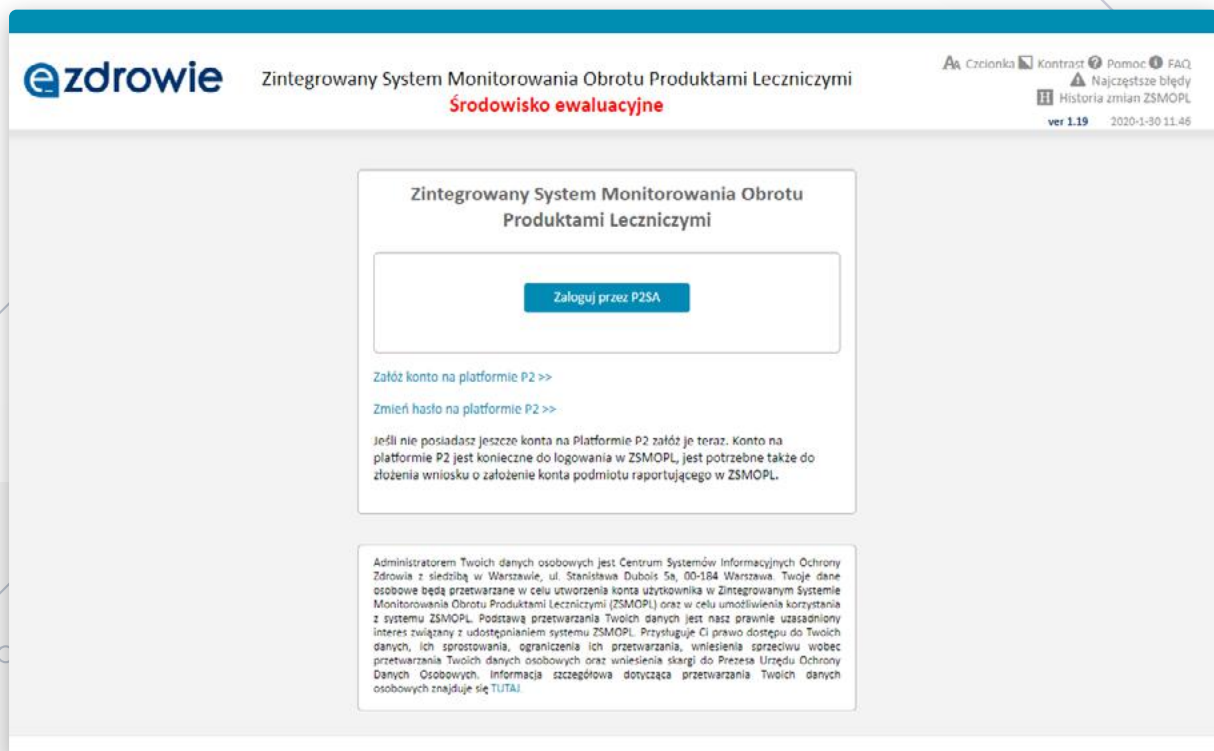 ezdrowie
Zintegrowany System Monitorowania Obrotu Produktami Leczniczymi
Środowisko ewaluacyjne
AA Czcionka Kontrast ? Pomoc FAQ
Najczęstsze błędy
H Historia zmian ZSMOPL
ver 1.19 2020-1-30 11:46
Zintegrowany System Monitorowania Obrotu
Produktami Leczniczymi
Zaloguj przez P2SA
Załóż konto na platformie P2 >>
Zmień hasło na platformie P2 >>
Jeśli nie posiadasz jeszcze konta na Platformie P2 załóż je teraz. Konto na
platformie P2 jest konieczne do logowania w ZSMOPL, jest potrzebne także do
złożenia wniosku o założenie konta podmiotu raportującego w ZSMOPL.
Administratorem Twoich danych osobowych jest Centrum Systemów Informacyjnych Ochrony
Zdrowia z siedzibą w Warszawie, ul. Stanisława Dubois 5a, 00-184 Warszawa. Twoje dane
osobowe będą przetwarzane w celu utworzenia konta użytkownika w Zintegrowanym Systemie
Monitorowania Obrotu Produktami Leczniczymi (ZSMOPL) oraz w celu umożliwienia korzystania
z systemu ZSMOPL. Podstawą przetwarzania Twoich danych jest nasz prawnie uzasadniony
interes związany z udostępnianiem systemu ZSMOPL. Przysługuje Ci prawo dostępu do Twoich
danych, ich sprostowania, ograniczenia ich przetwarzania, wniesienia sprzeciwu wobec
przetwarzania Twoich danych osobowych oraz wniesienia skargi do Prezesa Urzędu Ochrony
Danych Osobowych. Informacja szczegółowa dotycząca przetwarzania Twoich danych
osobowych znajduje się TUTAJ.